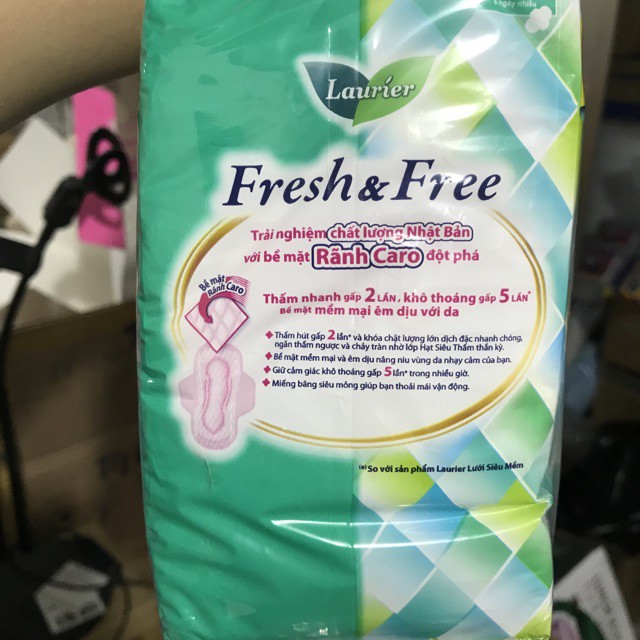 ngày nhiều
Laurier
Fresh & Free
Trải nghiệm chất lượng Nhật Bản
với bề mặt Rãnh Caro đột phá
Bề mặt
Rãnh Caro
Thấm nhanh gấp 2 LẦN, khô thoáng gấp 5 LẦN*
Bề mặt mềm mại êm dịu với da
Thấm hút gấp 2 lần* và khóa chặt lượng lớn dịch đặc nhanh chóng,
ngăn thấm ngược và chảy tràn nhờ lớp Hạt Siêu Thấm thần kỳ.
Bề mặt mềm mại và êm dịu nâng niu vùng da nhạy cảm của bạn.
Giữ cảm giác khô thoáng gấp 5 lần* trong nhiều giờ.
Miếng băng siêu mỏng giúp bạn thoải mái vận động.
(*) So với sản phẩm Laurier Lưới Siêu Mềm